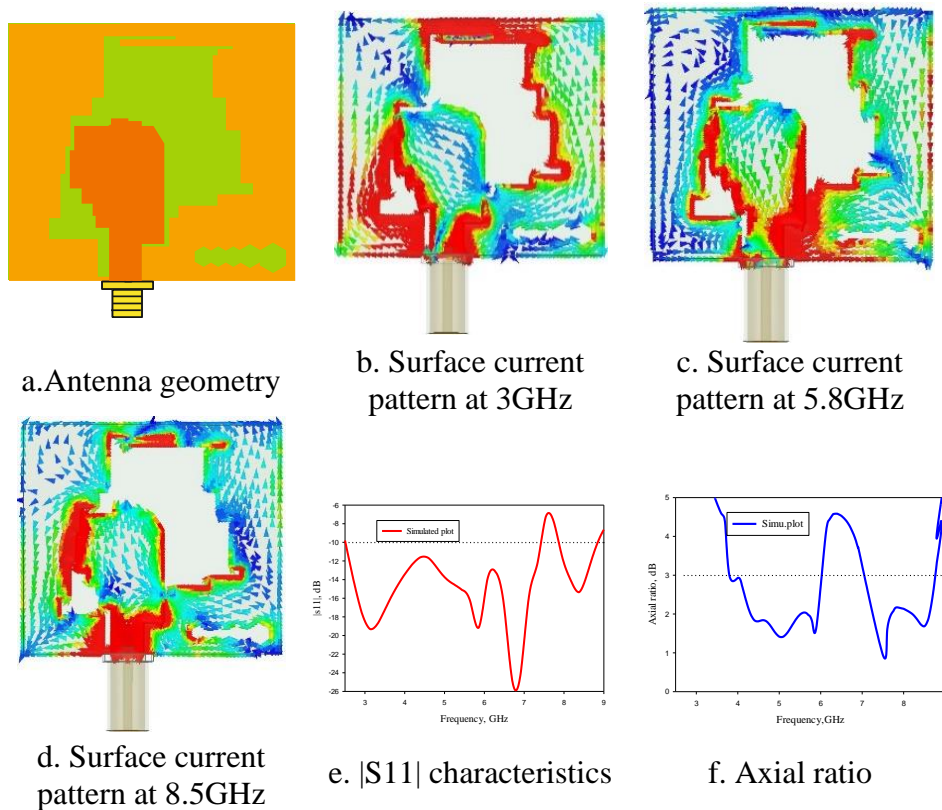 a.Antenna geometry
b. Surface current
pattern at 3GHz
c. Surface current
pattern at 5.8GHz
d. Surface current
pattern at 8.5GHz
-6
-8
-10
-12
-14
-16
-18
-20
-22
-24
-26
|s11|, dB
Simulated plot
3
4
5
6
7
8
9
Frequency, GHz
e. |S11| characteristics
5
4
3
2
1
0
Axial ratio, dB
Simu.plot
3
4
5
6
7
8
Frequency,GHz
f. Axial ratio